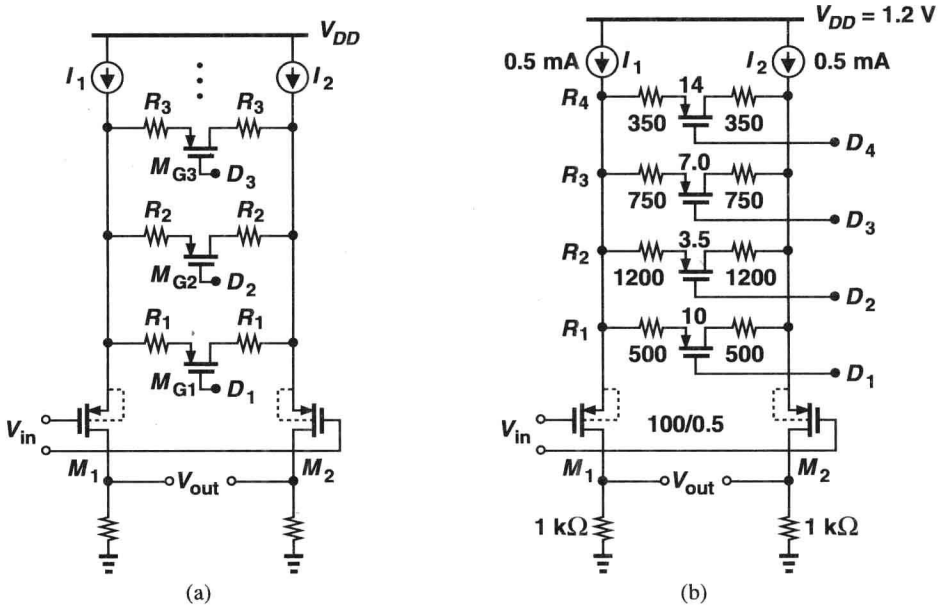 V_DD
I_1
I_2
R_3 R_3
M_G3 D_3
R_2 R_2
M_G2 D_2
R_1 R_1
M_G1 D_1
V_in
M_1 V_out M_2
(a)
V_DD = 1.2 V
0.5 mA I_1 I_2 0.5 mA
R_4 14
350 350
D_4
R_3 7.0
750 750
D_3
R_2 3.5
1200 1200
D_2
R_1 10
500 500
D_1
100/0.5
V_in
M_1 V_out M_2
1 kΩ 1 kΩ
(b)